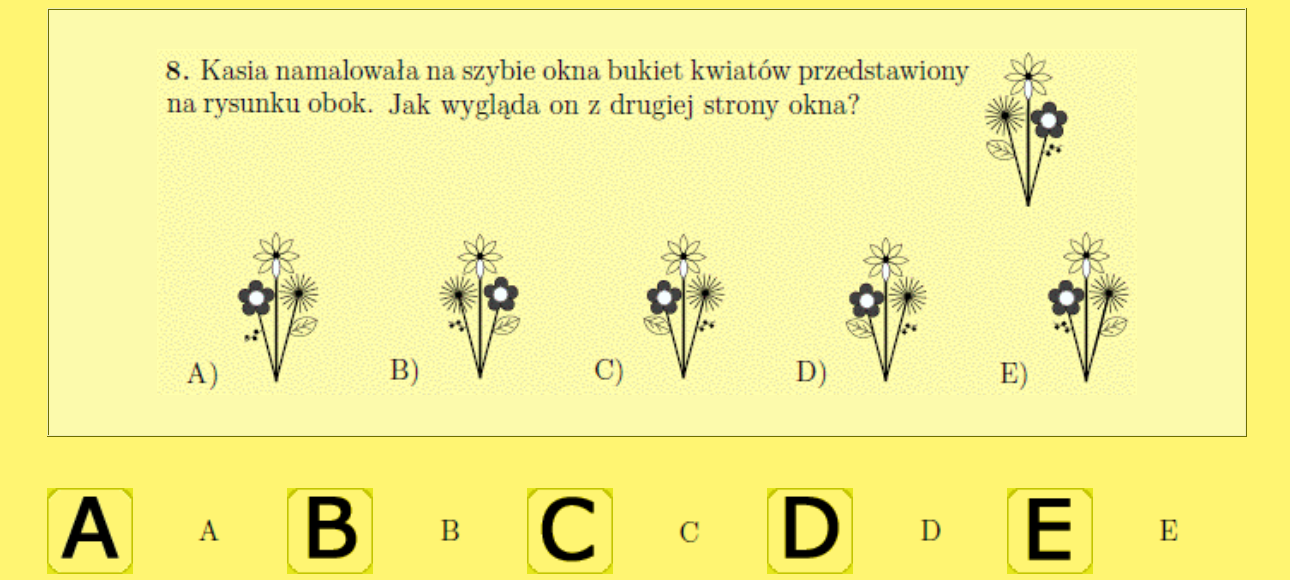 8. Kasia namalowała na szybie okna bukiet kwiatów przedstawiony
na rysunku obok. Jak wygląda on z drugiej strony okna?
A) B) C) D) E)
A A B B C C D D E E